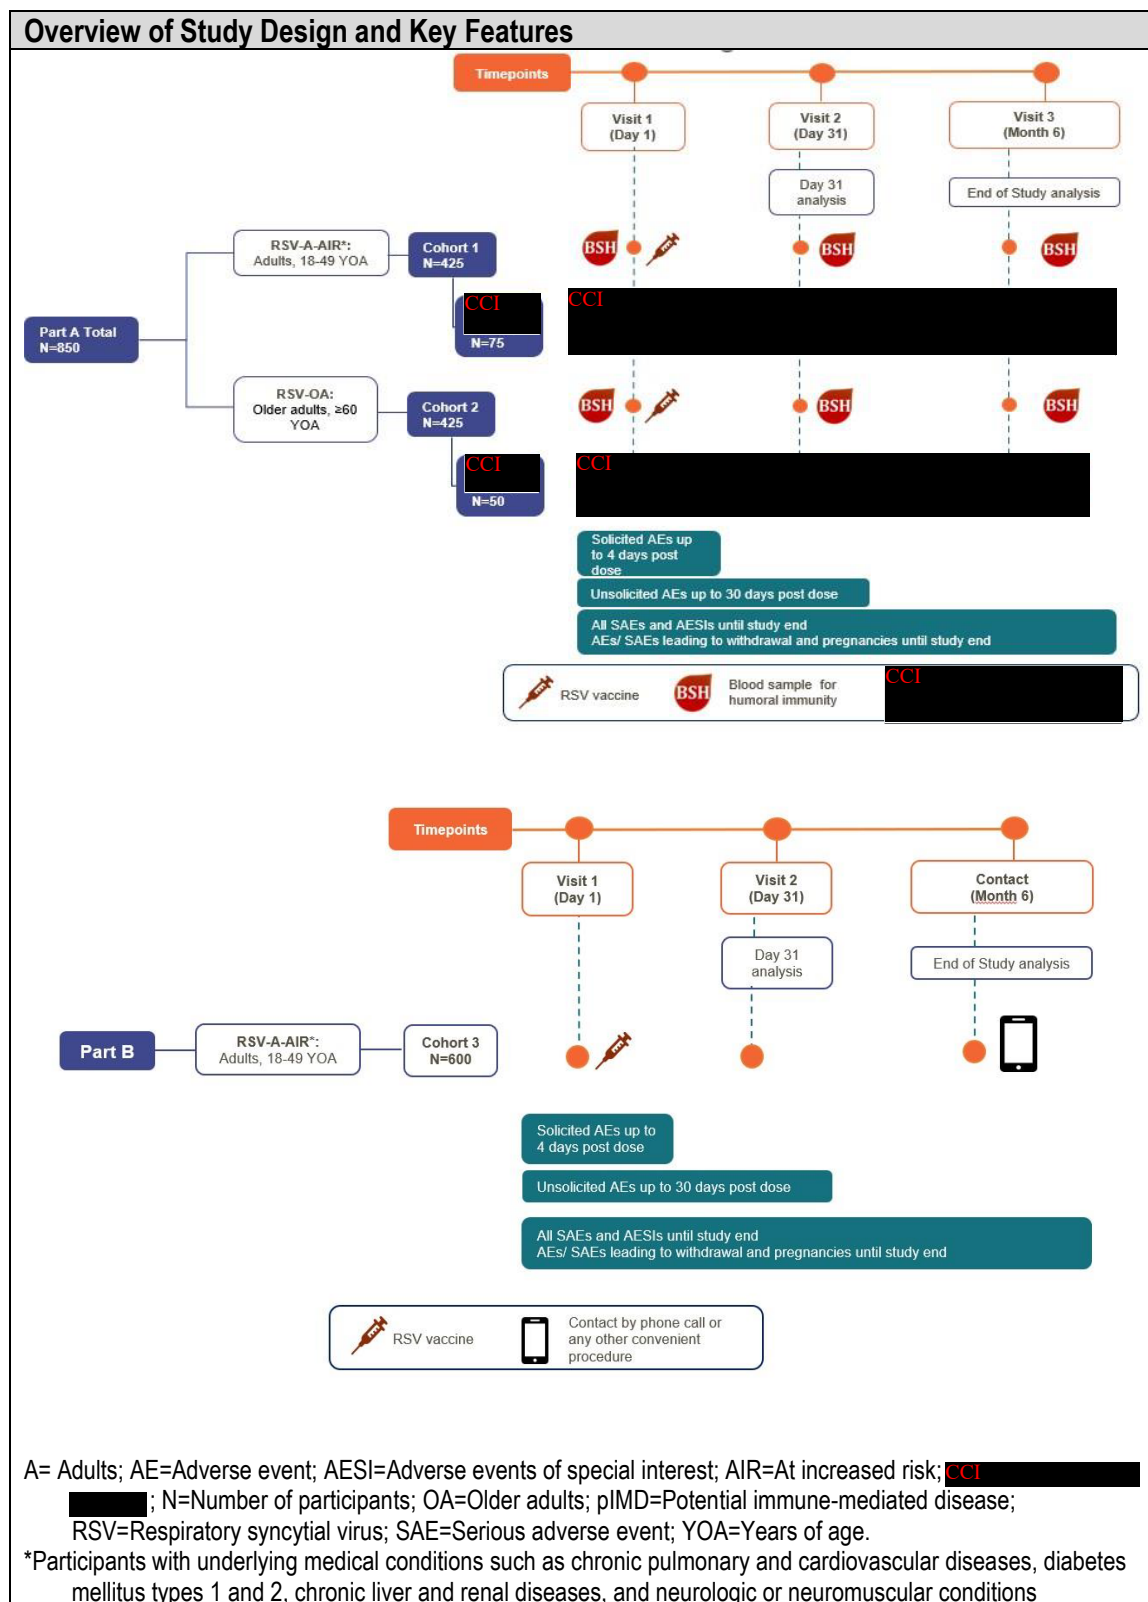 Overview of Study Design and Key Features
Timepoints
Visit 1
(Day 1)
Visit 2
(Day 31)
Visit 3
(Month 6)
Day 31
analysis
End of Study analysis
RSV-A-AIR*:
Adults, 18-49 YOA
Cohort 1
N=425
BSH
BSH
BSH
CCI
N=75
CCI
Part A Total
N=850
RSV-OA:
Older adults, ≥60
YOA
Cohort 2
N=425
BSH
BSH
BSH
CCI
N=50
CCI
Solicited AEs up
to 4 days post
dose
Unsolicited AEs up to 30 days post dose
All SAEs and AESIs until study end
AEs/ SAEs leading to withdrawal and pregnancies until study end
RSV vaccine
BSH
Blood sample for
humoral immunity
CCI
Timepoints
Visit 1
(Day 1)
Visit 2
(Day 31)
Contact
(Month 6)
Day 31
analysis
End of Study analysis
Part B
RSV-A-AIR*:
Adults, 18-49 YOA
Cohort 3
N=600
Solicited AEs up to
4 days post dose
Unsolicited AEs up to 30 days post dose
All SAEs and AESIs until study end
AEs/ SAEs leading to withdrawal and pregnancies until study end
RSV vaccine
Contact by phone call or
any other convenient
procedure
A= Adults; AE=Adverse event; AESI=Adverse events of special interest; AIR=At increased risk; CCI
; N=Number of participants; OA=Older adults; pIMD=Potential immune-mediated disease;
RSV=Respiratory syncytial virus; SAE=Serious adverse event; YOA=Years of age.
*Participants with underlying medical conditions such as chronic pulmonary and cardiovascular diseases, diabetes
mellitus types 1 and 2, chronic liver and renal diseases, and neurologic or neuromuscular conditions